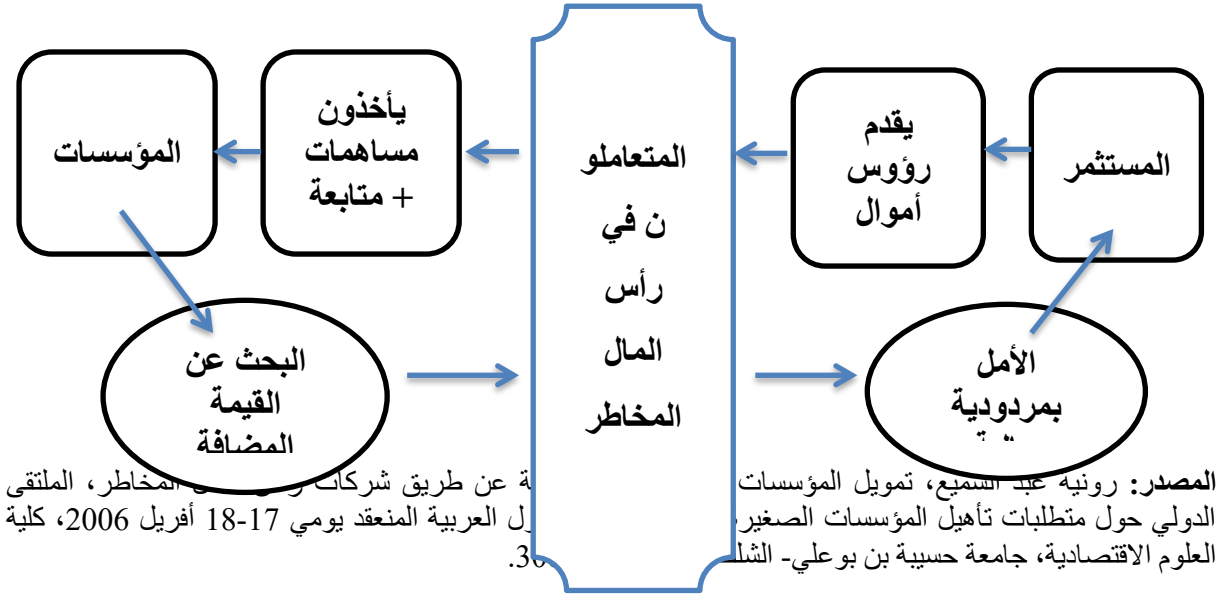 المستثمر
يقدم
رؤوس
أموال
المتعاملو
ن في
رأس
المال
المخاطر
يأخذون
مساهمات
+ متابعة
المؤسسات
البحث عن
القيمة
المضافة
الأمل
بمردودية
المصدر: رونية عبد السميع، تمويل المؤسسات عن طريق شركات المخاطر، الملتقى
الدولي حول متطلبات تأهيل المؤسسات الصغيرة العربية المنعقد يومي 17-18 أفريل 2006، كلية
العلوم الاقتصادية، جامعة حسيبة بن بوعلي- الشلف